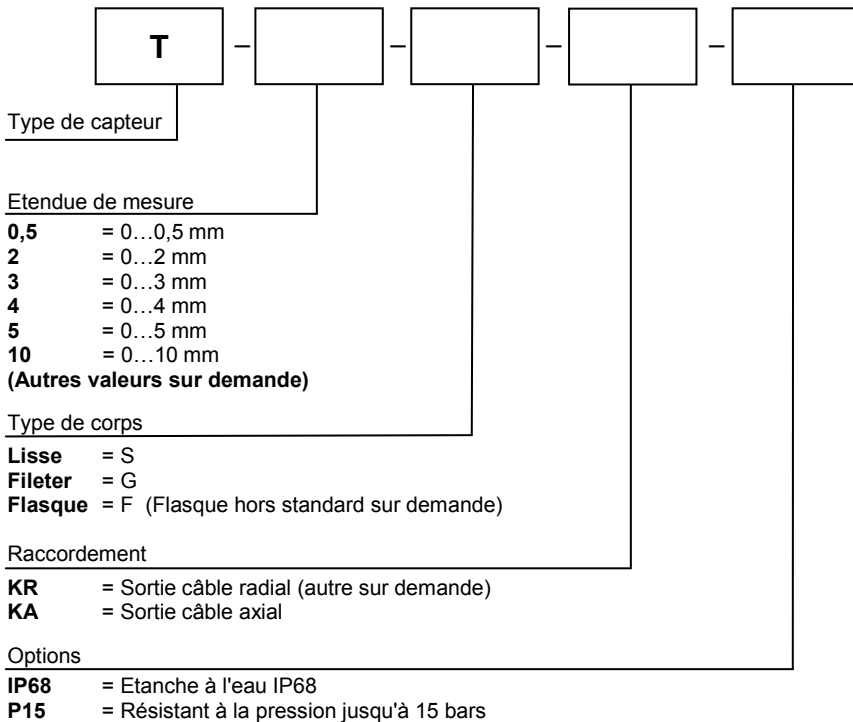 T – – – –
Type de capteur
Etendue de mesure
0,5 = 0…0,5 mm
2 = 0…2 mm
3 = 0…3 mm
4 = 0…4 mm
5 = 0…5 mm
10 = 0…10 mm
(Autres valeurs sur demande)
Type de corps
Lisse = S
Fileter = G
Flasque = F (Flasque hors standard sur demande)
Raccordement
KR = Sortie câble radial (autre sur demande)
KA = Sortie câble axial
Options
IP68 = Etanche à l'eau IP68
P15 = Résistant à la pression jusqu'à 15 bars